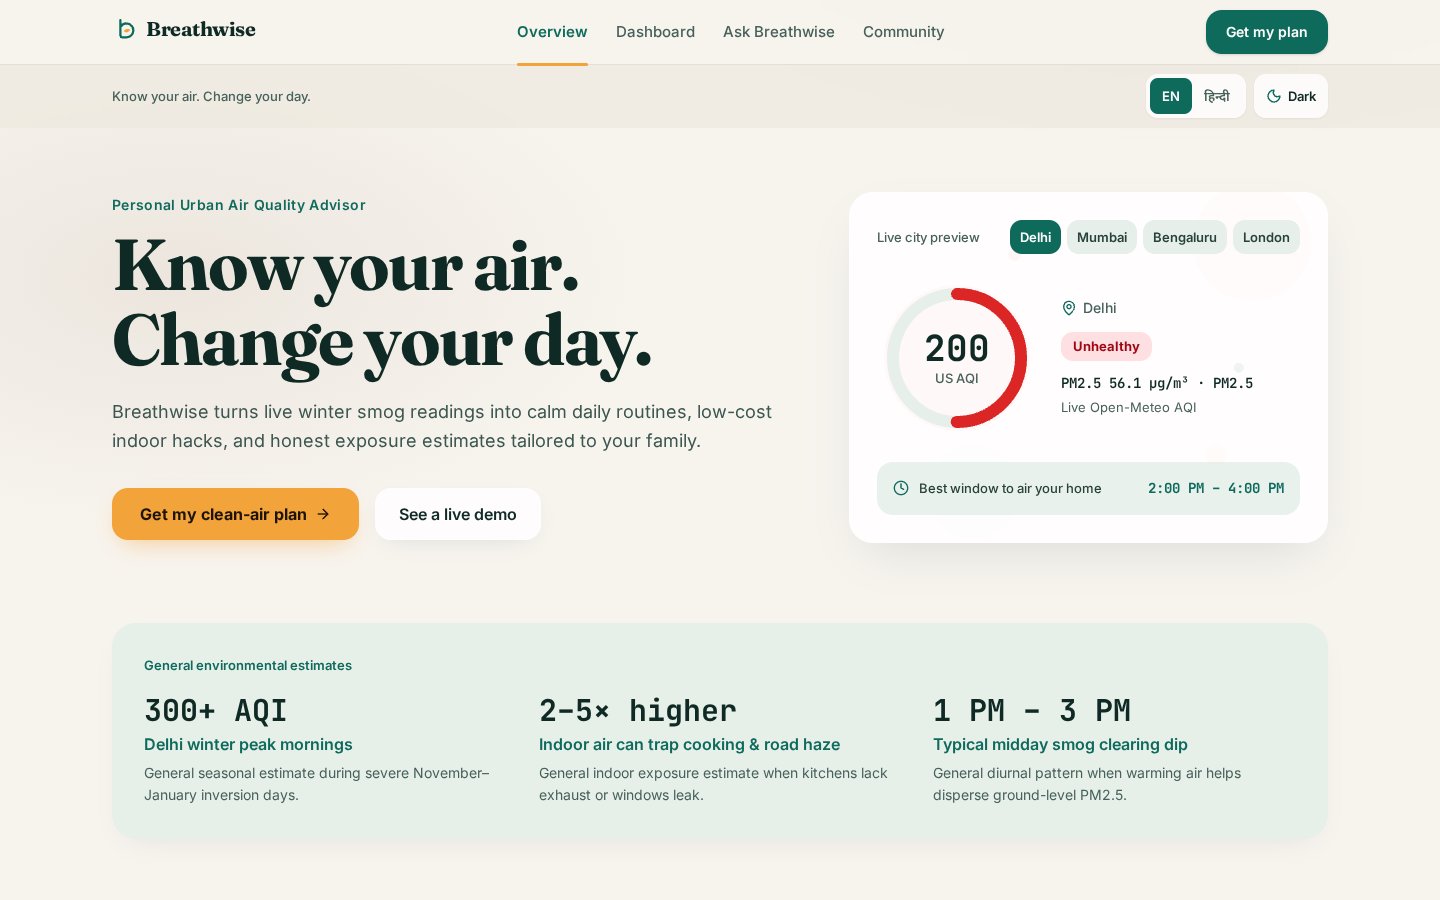 Breathwise
Overview
Dashboard
Ask Breathwise
Community
Get my plan
Know your air. Change your day.
EN
हिन्दी
Dark
Personal Urban Air Quality Advisor
Know your air.
Change your day.
Breathwise turns live winter smog readings into calm daily routines, low-cost
indoor hacks, and honest exposure estimates tailored to your family.
Get my clean-air plan →
See a live demo
Live city preview
Delhi
Mumbai
Bengaluru
London
200
US AQI
Delhi
Unhealthy
PM2.5 56.1 µg/m³ · PM2.5
Live Open-Meteo AQI
Best window to air your home
2:00 PM – 4:00 PM
General environmental estimates
300+ AQI
Delhi winter peak mornings
General seasonal estimate during severe November–
January inversion days.
2–5× higher
Indoor air can trap cooking & road haze
General indoor exposure estimate when kitchens lack
exhaust or windows leak.
1 PM – 3 PM
Typical midday smog clearing dip
General diurnal pattern when warming air helps
disperse ground-level PM2.5.